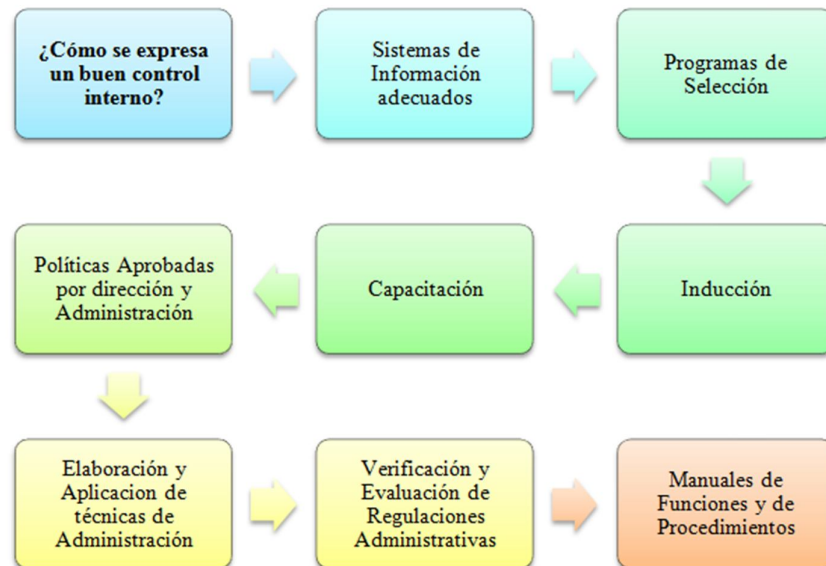 ¿Cómo se expresa
un buen control
interno?
Sistemas de
Información
adecuados
Programas de
Selección
Inducción
Capacitación
Políticas Aprobadas
por dirección y
Administración
Elaboración y
Aplicacion de
técnicas de
Administración
Verificación y
Evaluación de
Regulaciones
Administrativas
Manuales de
Funciones y de
Procedimientos